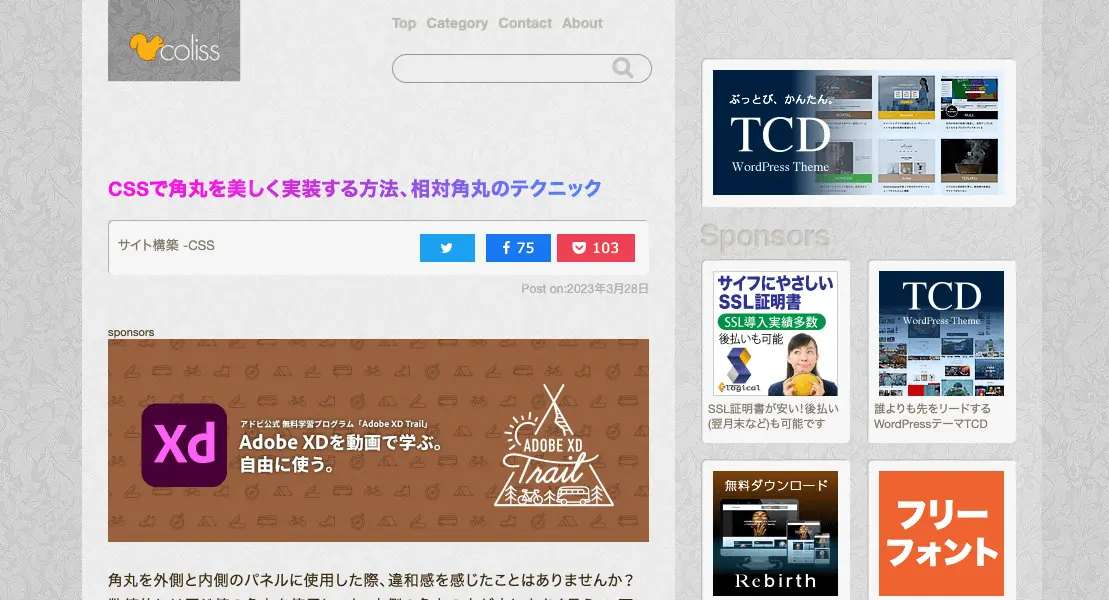 coliss
Top Category Contact About
CSSで角丸を美しく実装する方法、相対角丸のテクニック
サイト構築 -CSS
75
103
Post on:2023年3月28日
sponsors
Xd
アドビ公式 無料学習プログラム「Adobe XD Trail」
Adobe XDを動画で学ぶ。
自由に使う。
ADOBE XD
Trail
角丸を外側と内側のパネルに使用した際、違和感を感じたことはありませんか？
ぶっとび、かんたん。
TCD
WordPress Theme
Sponsors
サイフにやさしい
SSL証明書
SSL導入実績多数
後払いも可能
SSL証明書が安い!後払い
(翌月末など)も可能です
TCD
WordPress Theme
誰よりも先をリードする
WordPressテーマTCD
無料ダウンロード
Rebirth
フリー
フォント